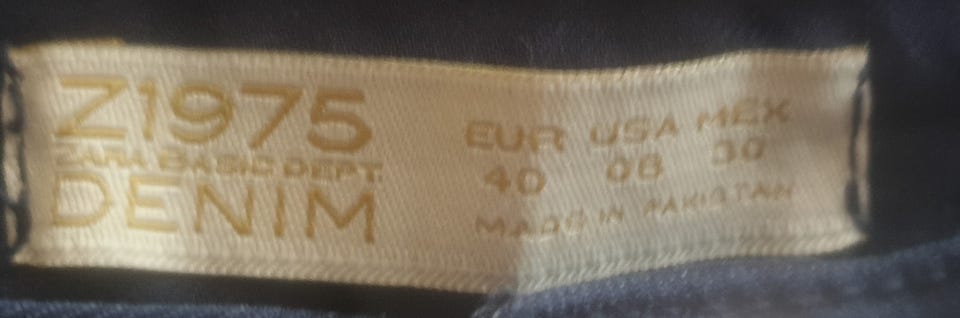 Z1975
ZARA BASIC DEPT.
DENIM
EUR USA MEX
40 08 30
MADE IN PAKISTAN